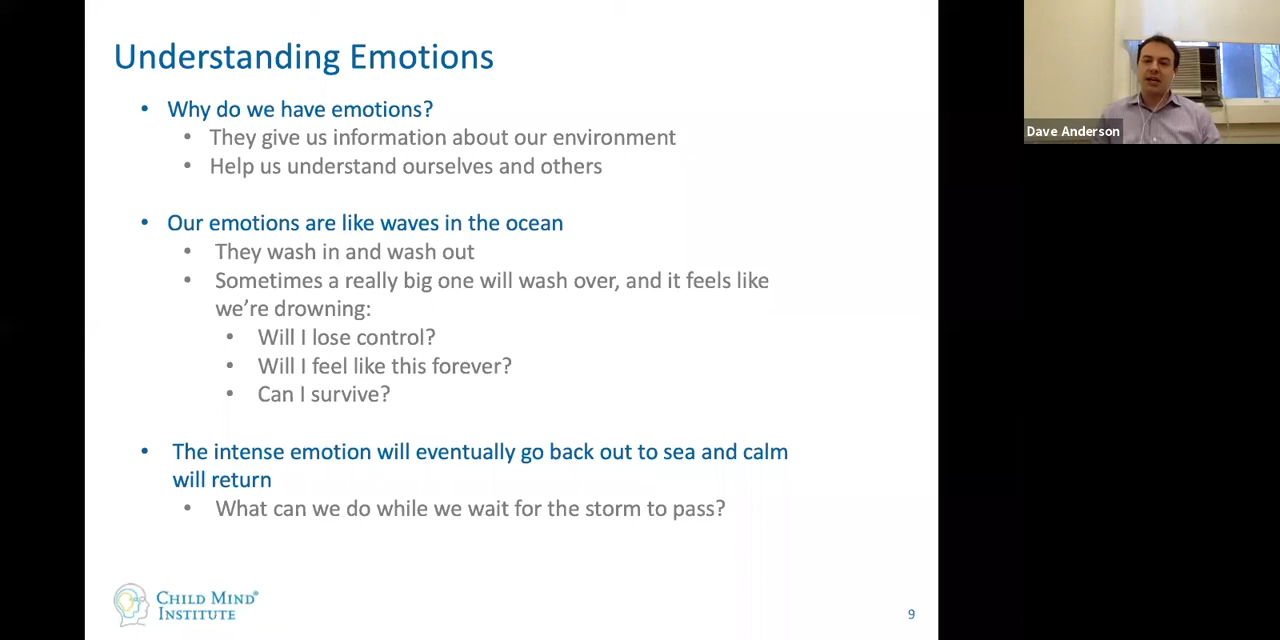 Understanding Emotions
• Why do we have emotions?
• They give us information about our environment
• Help us understand ourselves and others
• Our emotions are like waves in the ocean
• They wash in and wash out
• Sometimes a really big one will wash over, and it feels like
we’re drowning:
• Will I lose control?
• Will I feel like this forever?
• Can I survive?
• The intense emotion will eventually go back out to sea and calm
will return
• What can we do while we wait for the storm to pass?
CHILD MIND®
INSTITUTE
9
Dave Anderson